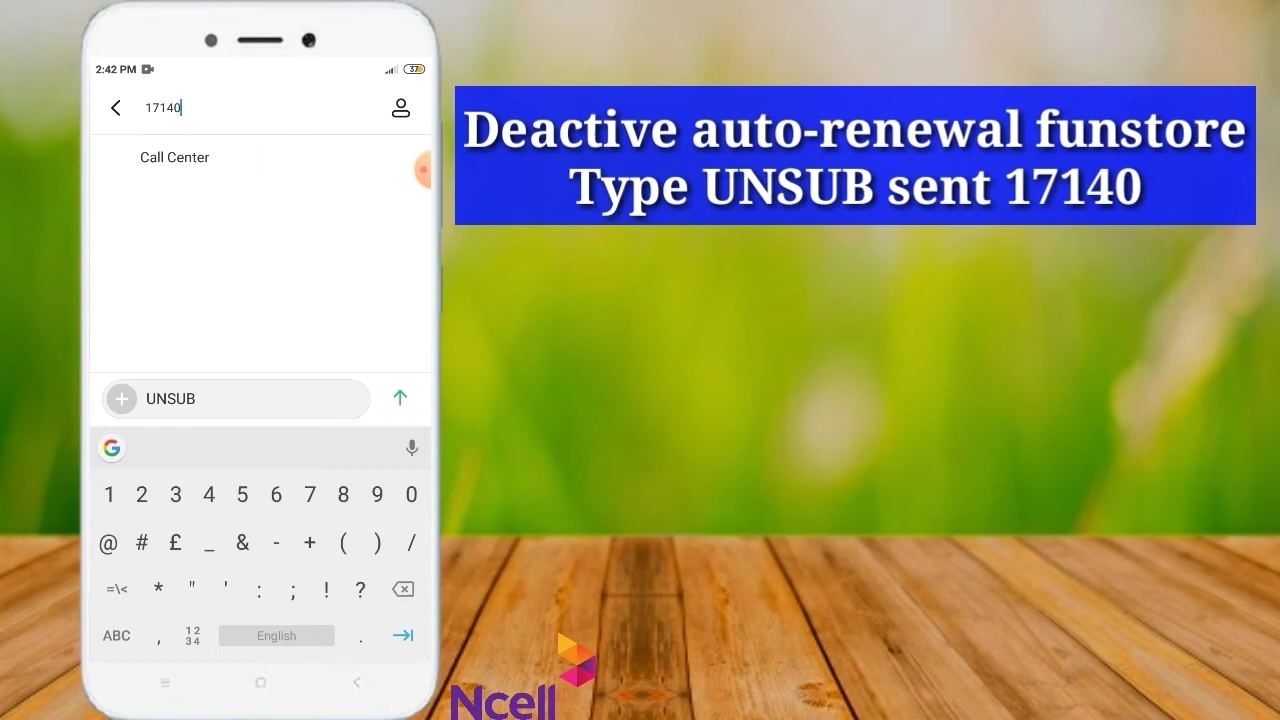 2:42 PM
37
17140
Call Center
Deactive auto-renewal funstore
Type UNSUB sent 17140
UNSUB
G
1 2 3 4 5 6 7 8 9 0
@ # £ _ & - + ( ) /
=\< * " ' : ; ! ?
ABC , 12 34 English .
Ncell